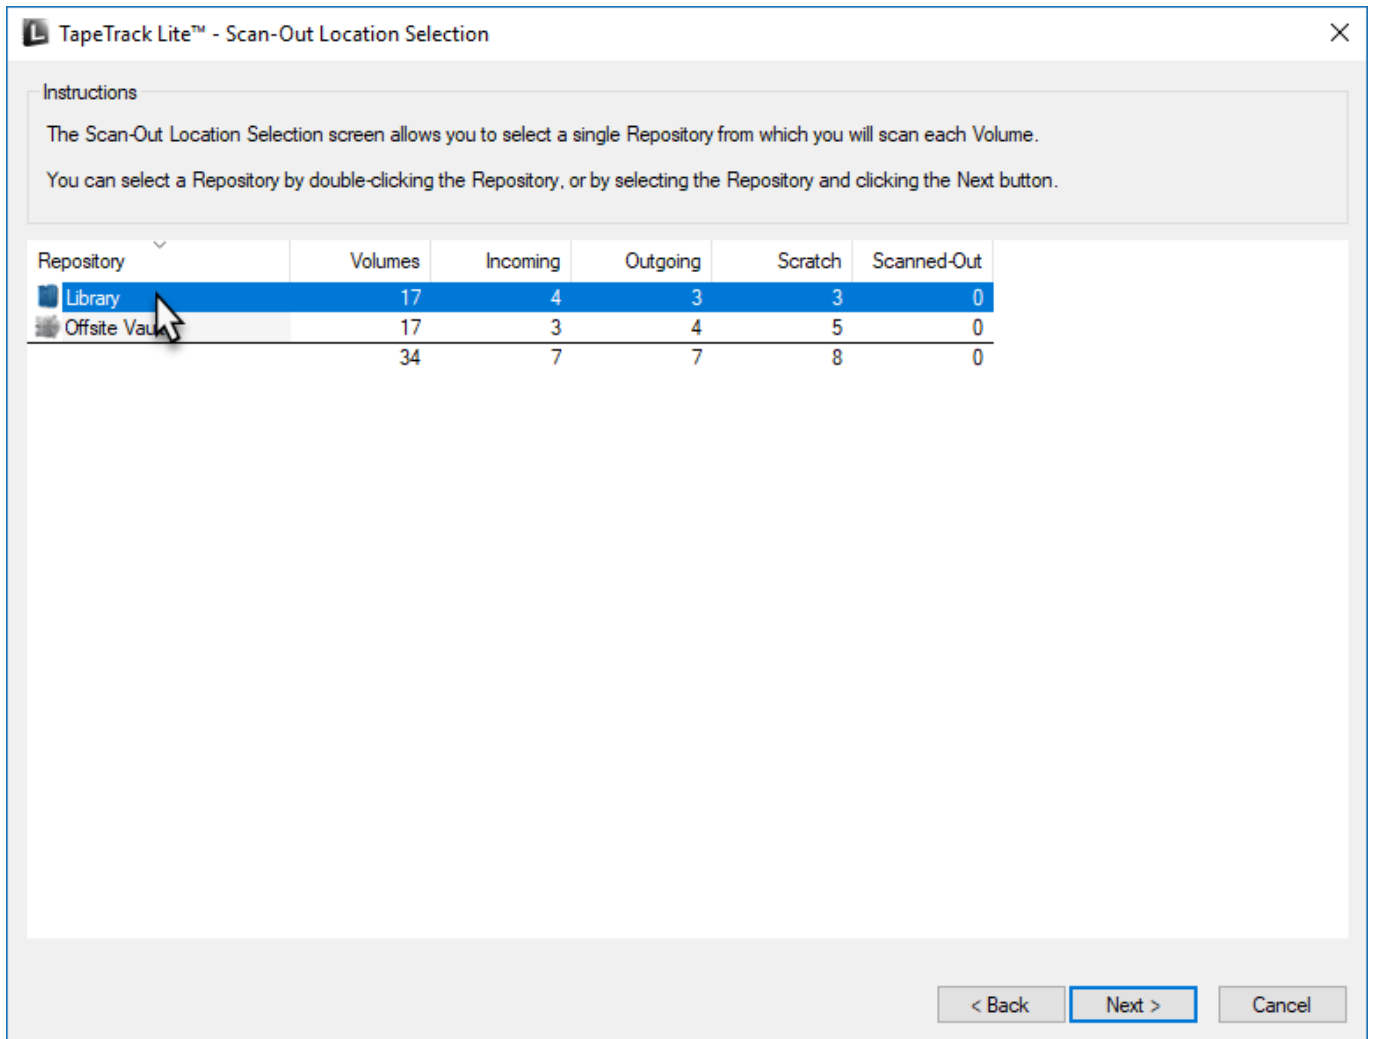 TapeTrack Lite™ - Scan-Out Location Selection
Instructions
The Scan-Out Location Selection screen allows you to select a single Repository from which you will scan each Volume.
You can select a Repository by double-clicking the Repository, or by selecting the Repository and clicking the Next button.
Repository Volumes Incoming Outgoing Scratch Scanned-Out
Library 17 4 3 3 0
Offsite 17 3 4 5 0
34 7 7 8 0
< Back Next > Cancel